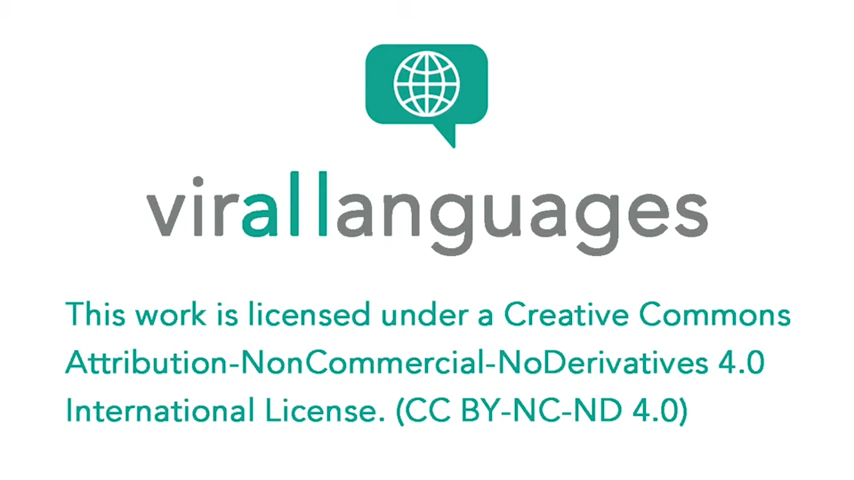 virallanguages
This work is licensed under a Creative Commons
Attribution-NonCommercial-NoDerivatives 4.0
International License. (CC BY-NC-ND 4.0)